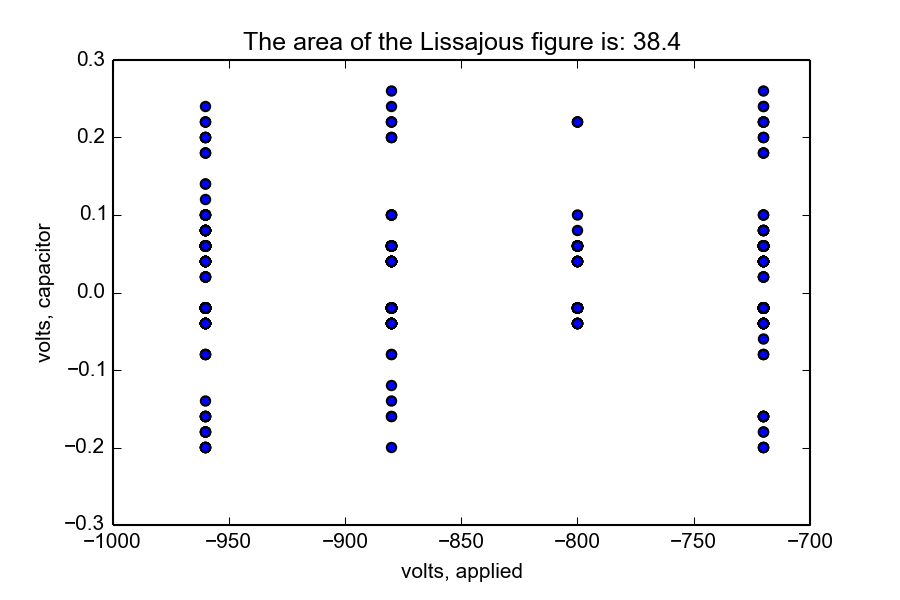 The area of the Lissajous figure is: 38.4
0.3
0.2
0.1
0.0
−0.1
−0.2
−0.3
−1000 −950 −900 −850 −800 −750 −700
volts, capacitor
volts, applied